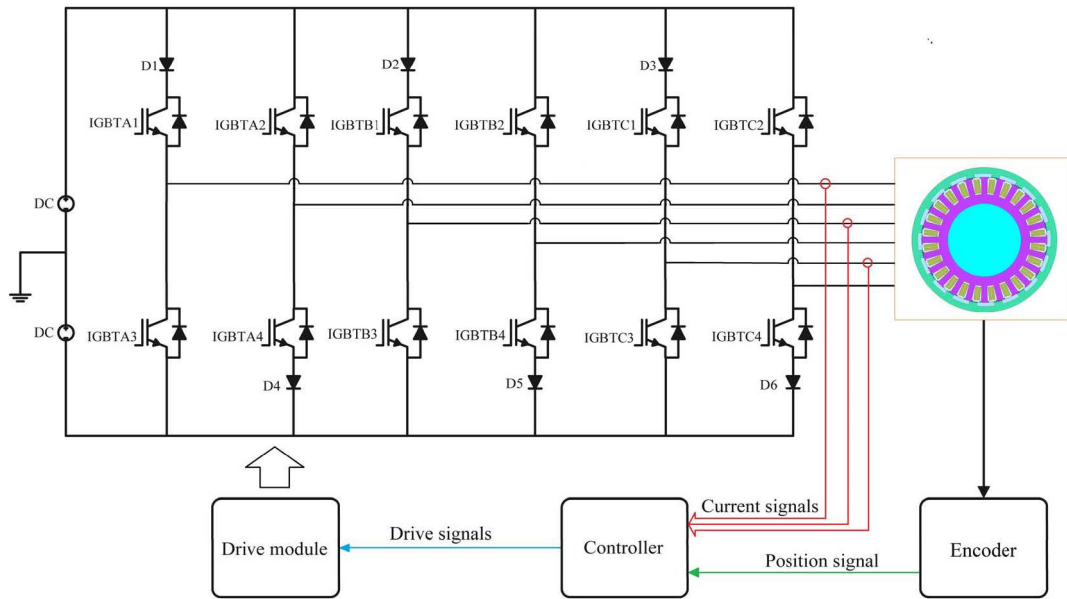 D1
D2
D3
IGBTA1
IGBTA2
IGBTB1
IGBTB2
IGBTC1
IGBTC2
DC
DC
IGBTA3
IGBTA4
IGBTB3
IGBTB4
IGBTC3
IGBTC4
D4
D5
D6
Current signals
Drive module
Drive signals
Controller
Position signal
Encoder